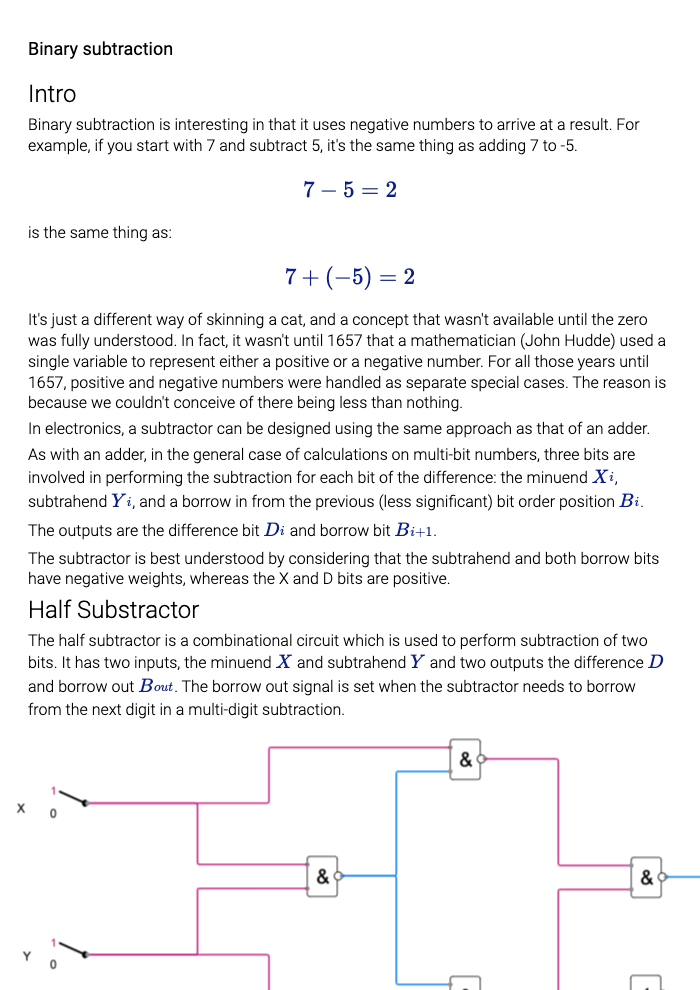 Binary subtraction
Intro
Binary subtraction is interesting in that it uses negative numbers to arrive at a result. For
example, if you start with 7 and subtract 5, it's the same thing as adding 7 to -5.
7 − 5 = 2
is the same thing as:
7 + (−5) = 2
It's just a different way of skinning a cat, and a concept that wasn't available until the zero
was fully understood. In fact, it wasn't until 1657 that a mathematician (John Hudde) used a
single variable to represent either a positive or a negative number. For all those years until
1657, positive and negative numbers were handled as separate special cases. The reason is
because we couldn't conceive of there being less than nothing.
In electronics, a subtractor can be designed using the same approach as that of an adder.
As with an adder, in the general case of calculations on multi-bit numbers, three bits are
involved in performing the subtraction for each bit of the difference: the minuend Xi,
subtrahend Yi, and a borrow in from the previous (less significant) bit order position Bi.
The outputs are the difference bit Di and borrow bit Bi+1.
The subtractor is best understood by considering that the subtrahend and both borrow bits
have negative weights, whereas the X and D bits are positive.
Half Substractor
The half subtractor is a combinational circuit which is used to perform subtraction of two
bits. It has two inputs, the minuend X and subtrahend Y and two outputs the difference D
and borrow out Bout. The borrow out signal is set when the subtractor needs to borrow
from the next digit in a multi-digit subtraction.
&
1
X 0
& &
1
Y 0